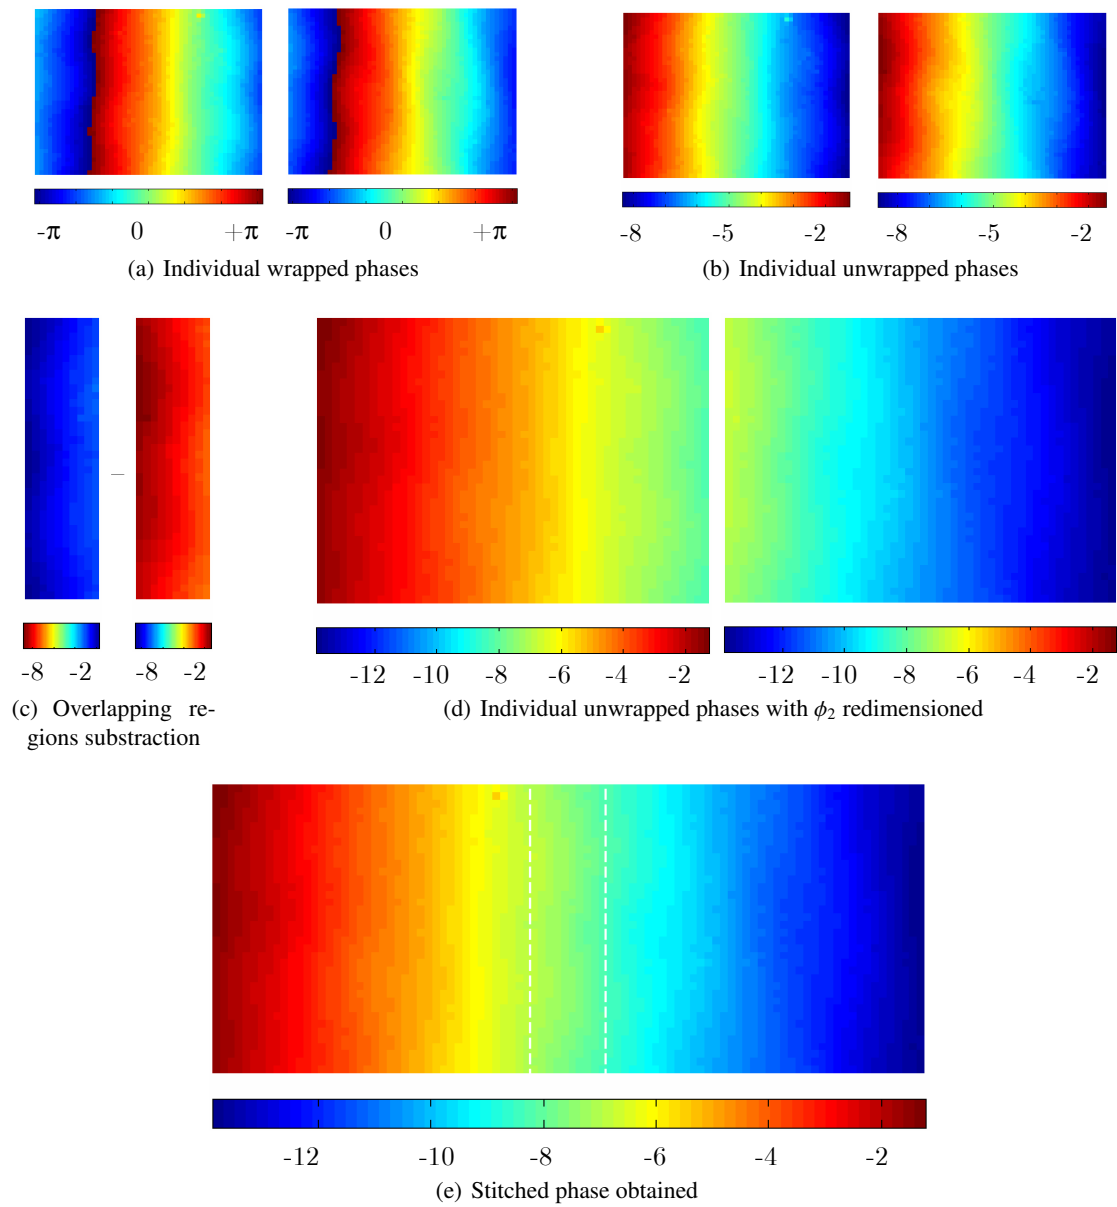 -π 0 +π -π 0 +π
(a) Individual wrapped phases
-8 -5 -2 -8 -5 -2
(b) Individual unwrapped phases
–
-8 -2 -8 -2
(c) Overlapping re-
gions substraction
-12 -10 -8 -6 -4 -2 -12 -10 -8 -6 -4 -2
(d) Individual unwrapped phases with ϕ₂ redimensioned
-12 -10 -8 -6 -4 -2
(e) Stitched phase obtained